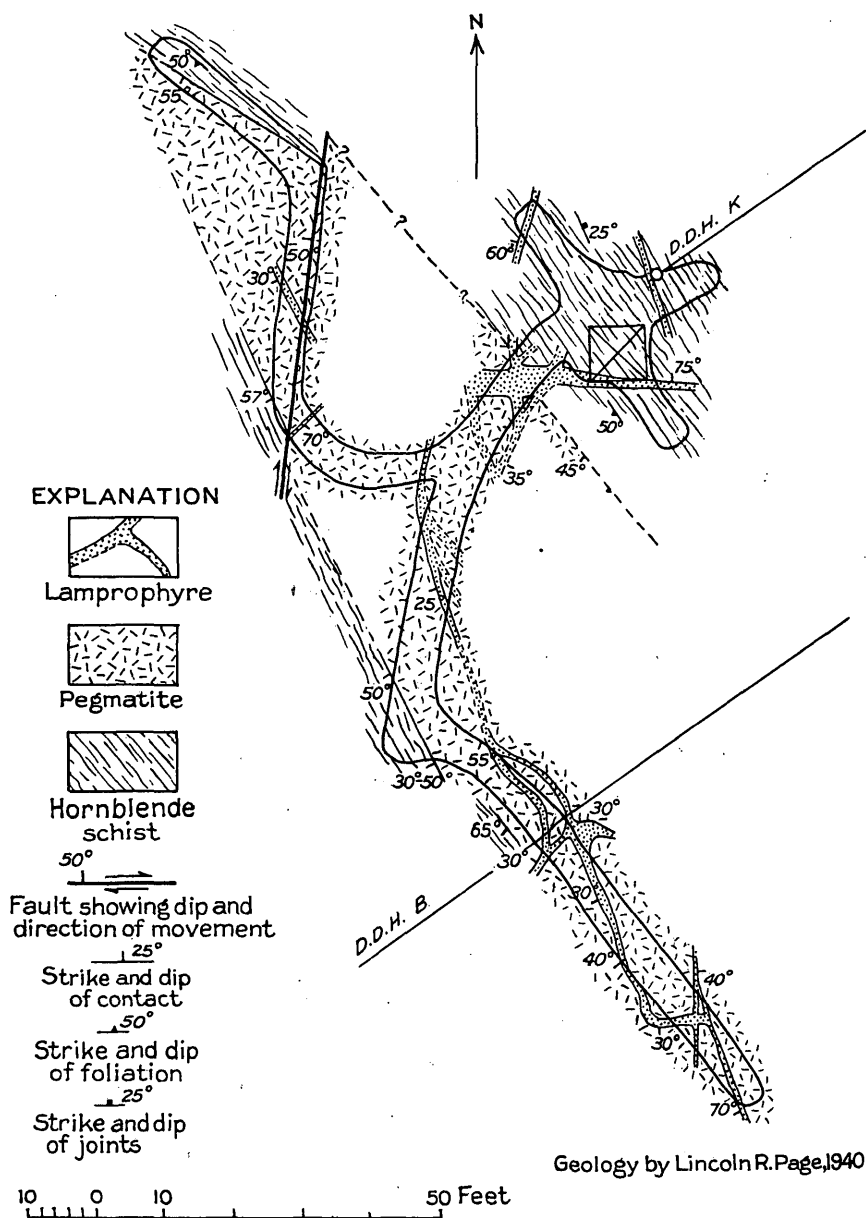 N
50°
55°
?
?
?
25°
D.D.H. K
60°
50°
30°
75°
57°
50°
70°
35°
45°
EXPLANATION
Lamprophyre
25
Pegmatite
50°
55
30°-50°
30°
Hornblende
schist
65°
30°
50°
30
Fault showing dip and
direction of movement
D.D.H. B
25°
Strike and dip
of contact
40°
40°
50°
Strike and dip
of foliation
30°
25°
Strike and dip
of joints
70°
Geology by Lincoln R. Page, 1940
10 0 10 50 Feet